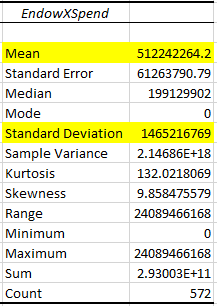 EndowXSpend
Mean 512242264.2
Standard Error 61263790.79
Median 199129902
Mode 0
Standard Deviation 1465216769
Sample Variance 2.14686E+18
Kurtosis 132.0218069
Skewness 9.858475579
Range 24089466168
Minimum 0
Maximum 24089466168
Sum 2.93003E+11
Count 572